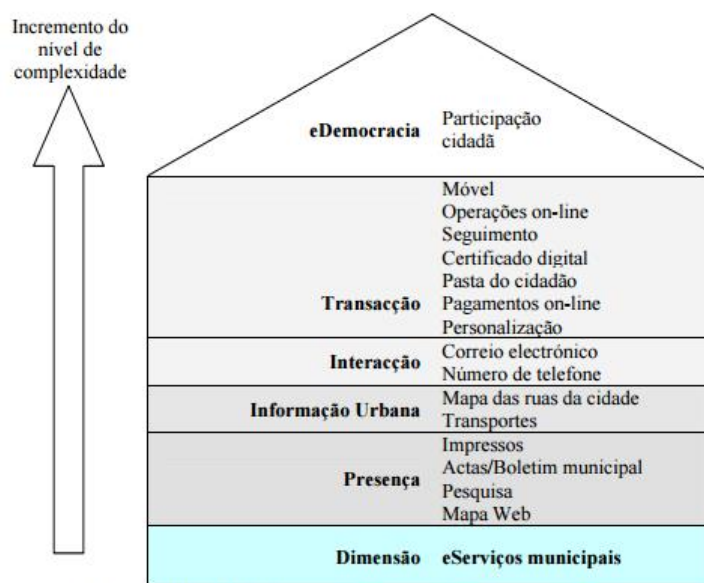 Incremento do
nível de
complexidade
eDemocracia
Participação
cidadã
Móvel
Operações on-line
Seguimento
Certificado digital
Pasta do cidadão
Transacção
Pagamentos on-line
Personalização
Interacção
Correio electrónico
Número de telefone
Informação Urbana
Mapa das ruas da cidade
Transportes
Impressos
Actas/Boletim municipal
Presença
Pesquisa
Mapa Web
Dimensão
eServiços municipais